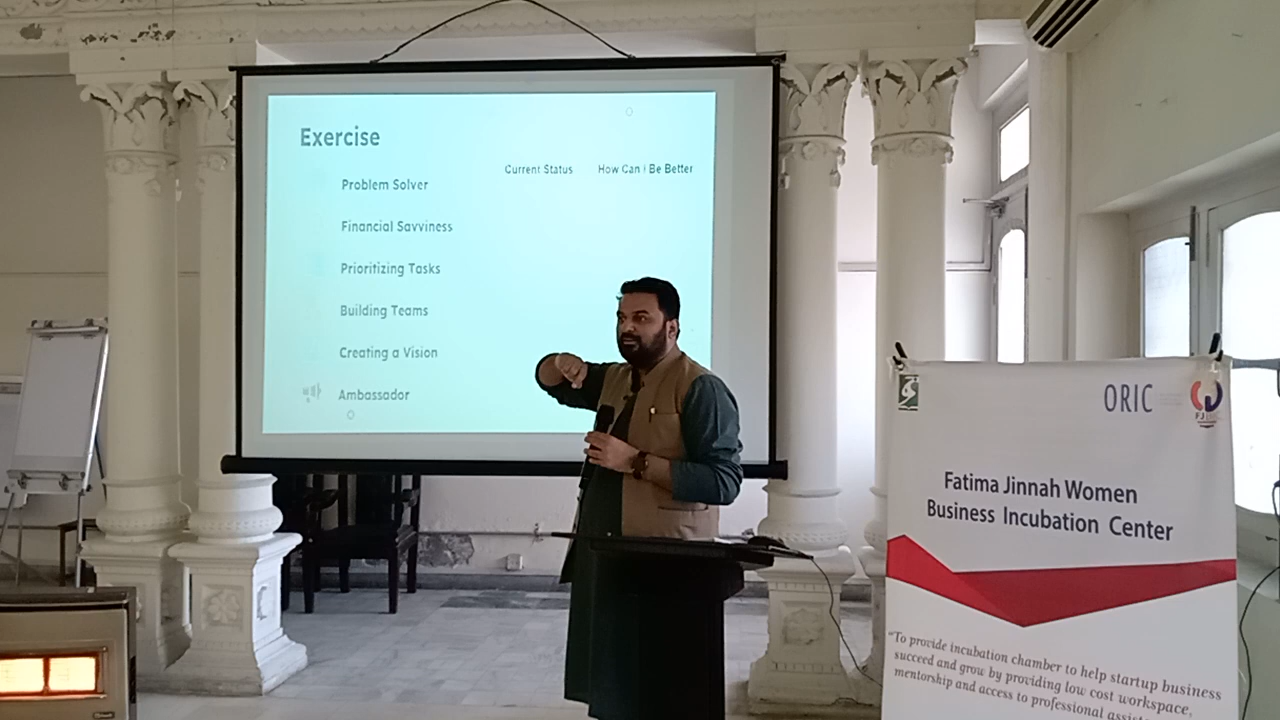 Exercise
Current Status How Can I Be Better
Problem Solver
Financial Savviness
Prioritizing Tasks
Building Teams
Creating a Vision
Ambassador
ORIC
FJ
Fatima Jinnah Women
Business Incubation Center
"To provide incubation chamber to help startup business
succeed and grow by providing low cost workspace,
mentorship and access to professional